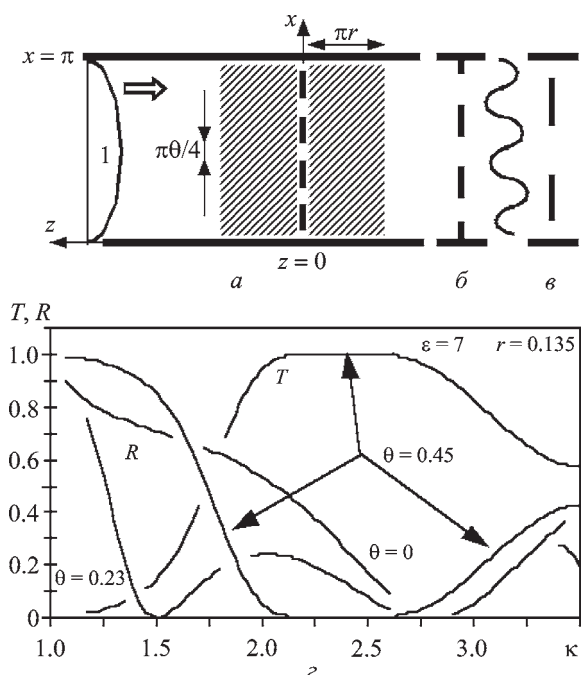 x
πr
x = π
1
πθ/4
z
z = 0
а
б
в
T, R
1.0
0.8
0.6
0.4
0.2
0
ε = 7 r = 0.135
T
R
θ = 0.45
θ = 0
θ = 0.23
1.0 1.5 2.0 2.5 3.0 κ
г